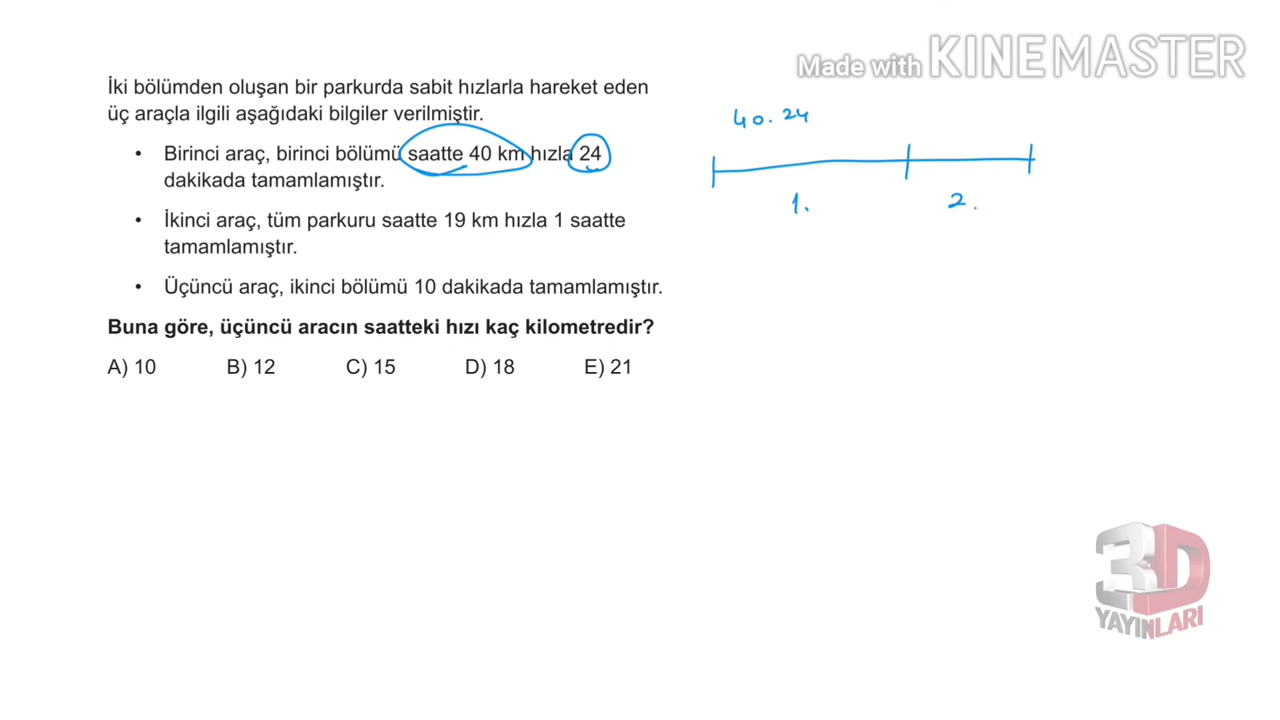 Made with KINEMASTER
İki bölümden oluşan bir parkurda sabit hızlarla hareket eden
üç araçla ilgili aşağıdaki bilgiler verilmiştir.
• Birinci araç, birinci bölümü saatte 40 km hızla 24
dakikada tamamlamıştır.
• İkinci araç, tüm parkuru saatte 19 km hızla 1 saatte
tamamlamıştır.
• Üçüncü araç, ikinci bölümü 10 dakikada tamamlamıştır.
Buna göre, üçüncü aracın saatteki hızı kaç kilometredir?
A) 10 B) 12 C) 15 D) 18 E) 21
40.24
1. 2.
3D
YAYINLARI